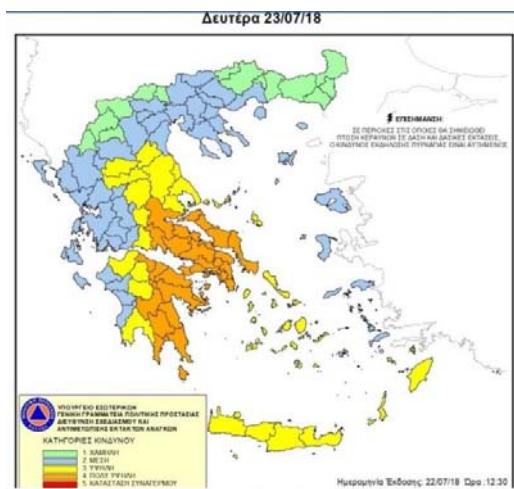 Δευτέρα 23/07/18
ΕΠΙΣΗΜΑΝΣΗ:
ΣΕ ΠΕΡΙΟΧΕΣ ΣΤΙΣ ΟΠΟΙΕΣ ΘΑ ΣΗΜΕΙΩΘΕΙ
ΠΤΩΣΗ ΚΕΡΑΥΝΩΝ ΣΕ ΔΑΣΗ ΚΑΙ ΔΑΣΙΚΕΣ ΕΚΤΑΣΕΙΣ,
Ο ΚΙΝΔΥΝΟΣ ΕΚΔΗΛΩΣΗΣ ΠΥΡΚΑΓΙΑΣ ΕΙΝΑΙ ΑΥΞΗΜΕΝΟΣ.
ΥΠΟΥΡΓΕΙΟ ΕΣΩΤΕΡΙΚΩΝ
ΓΕΝΙΚΗ ΓΡΑΜΜΑΤΕΙΑ ΠΟΛΙΤΙΚΗΣ ΠΡΟΣΤΑΣΙΑΣ
ΔΙΕΥΘΥΝΣΗ ΣΧΕΔΙΑΣΜΟΥ ΚΑΙ
ΑΝΤΙΜΕΤΩΠΙΣΗΣ ΕΚΤΑΚΤΩΝ ΑΝΑΓΚΩΝ
ΚΑΤΗΓΟΡΙΕΣ ΚΙΝΔΥΝΟΥ
1. ΧΑΜΗΛΗ
2. ΜΕΣΗ
3. ΥΨΗΛΗ
4. ΠΟΛΥ ΥΨΗΛΗ
5. ΚΑΤΑΣΤΑΣΗ ΣΥΝΑΓΕΡΜΟΥ
Ημερομηνία Έκδοσης: 22/07/18 Ώρα :12:30